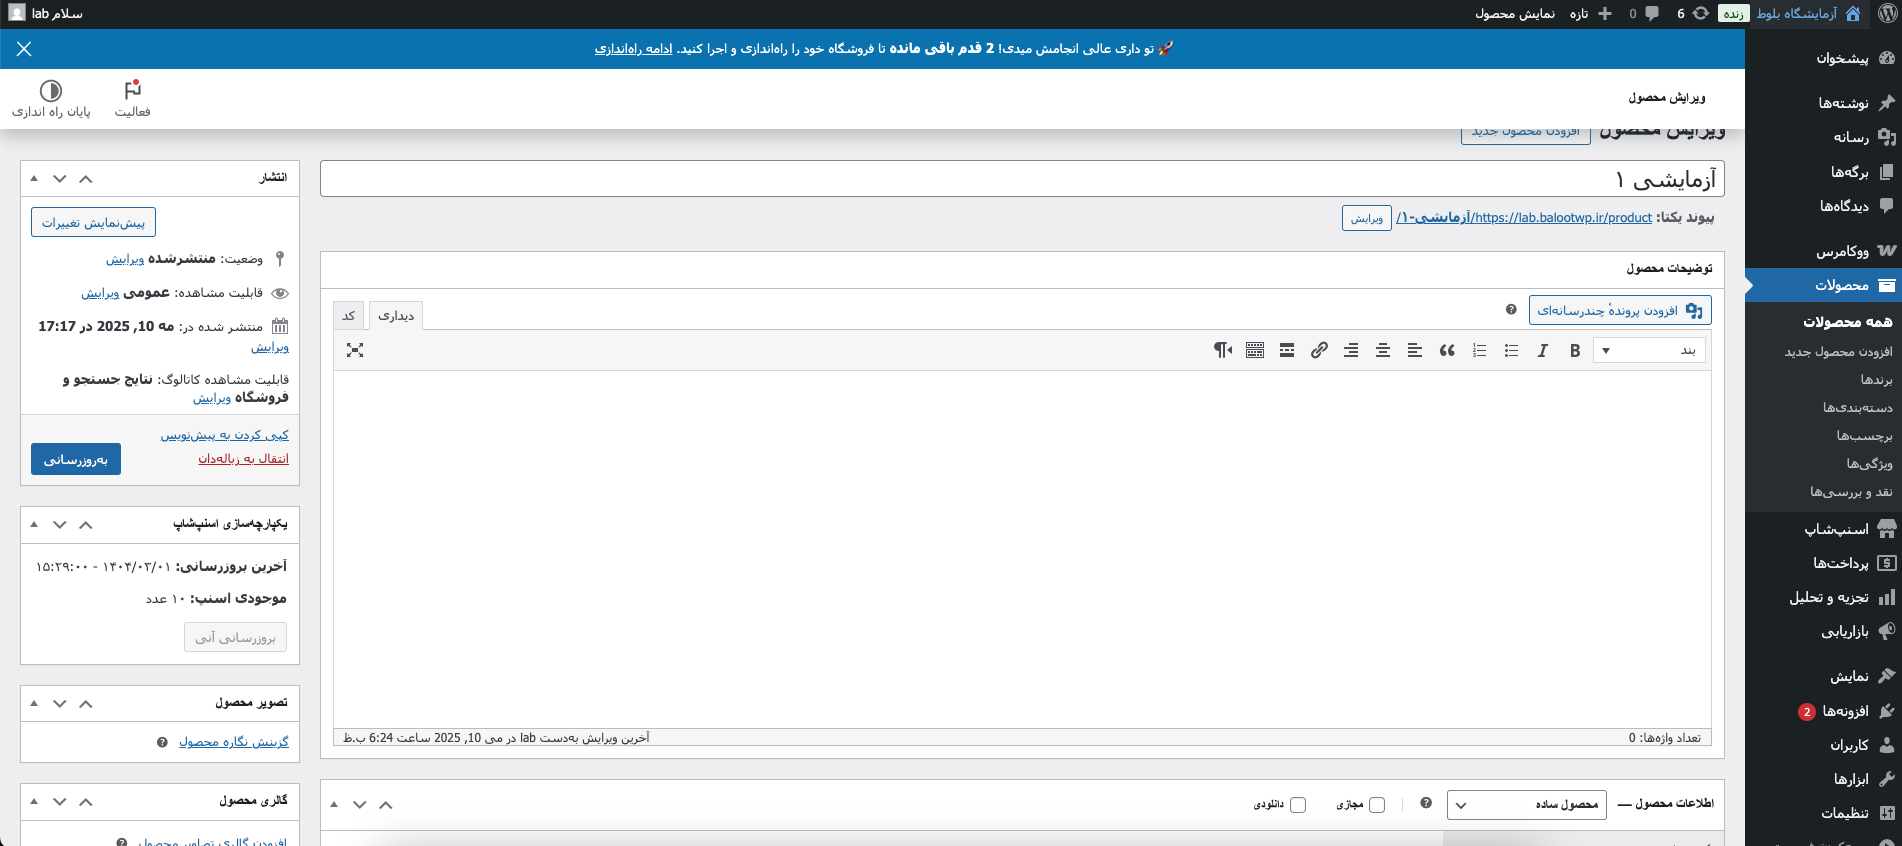 آزمایشگاه بلوط زنده 6 0 تازه نمایش محصول
سلام lab
🚀 تو داری عالی انجامش میدی! 2 قدم باقی مانده تا فروشگاه خود را راه‌اندازی و اجرا کنید. ادامه راه‌اندازی
ویرایش محصول
فعالیت
پایان راه اندازی
پیشخوان
نوشته‌ها
رسانه
برگه‌ها
دیدگاه‌ها
ووکامرس
محصولات
همه محصولات
افزودن محصول جدید
برندها
دسته‌بندی‌ها
برچسب‌ها
ویژگی‌ها
نقد و بررسی‌ها
اسنپ‌شاپ
پرداخت‌ها
تجزیه و تحلیل
بازاریابی
نمایش
افزونه‌ها 2
کاربران
ابزارها
تنظیمات
ویرایش محصول افزودن محصول جدید
آزمایشی ۱
پیوند یکتا: https://lab.balootwp.ir/product/آزمایشی-۱/ ویرایش
توضیحات محصول
افزودن پروندهٔ چندرسانه‌ای
دیداری
کد
بند
تعداد واژه‌ها: 0
آخرین ویرایش به‌دست lab در می 10, 2025 ساعت 6:24 ب.ظ
اطلاعات محصول — محصول ساده مجازی دانلودی
انتشار
پیش‌نمایش تغییرات
وضعیت: منتشرشده ویرایش
قابلیت مشاهده: عمومی ویرایش
منتشر شده در: مه 10, 2025 در 17:17
ویرایش
قابلیت مشاهده کاتالوگ: نتایج جستجو و
فروشگاه ویرایش
کپی کردن به پیش‌نویس
انتقال به زباله‌دان
به‌روزرسانی
یکپارچه‌سازی اسنپ‌شاپ
آخرین بروزرسانی: ۱۴۰۴/۰۳/۰۱ - ۱۵:۲۹:۰۰
موجودی اسنپ: ۱۰ عدد
بروزرسانی آنی
تصویر محصول
گزینش نگاره محصول
گالری محصول
افزودن گالری تصاویر محصول